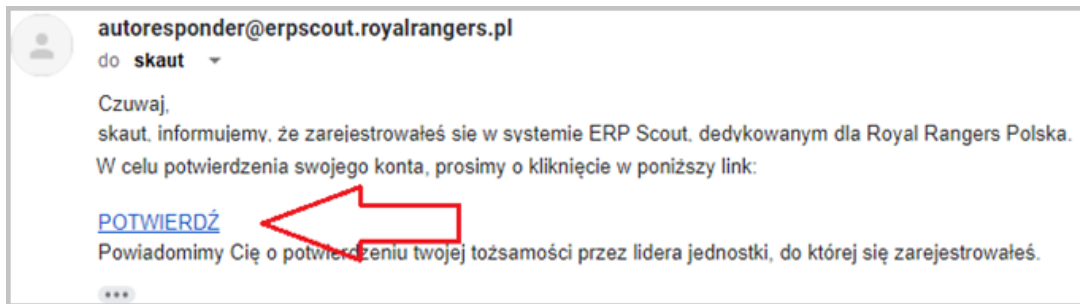 autoresponder@erpscout.royalrangers.pl
do skaut
Czuwaj,
skaut, informujemy, że zarejestrowałeś się w systemie ERP Scout, dedykowanym dla Royal Rangers Polska.
W celu potwierdzenia swojego konta, prosimy o kliknięcie w poniższy link:
POTWIERDŹ
Powiadomimy Cię o potwierdzeniu twojej tożsamości przez lidera jednostki, do której się zarejestrowałeś.